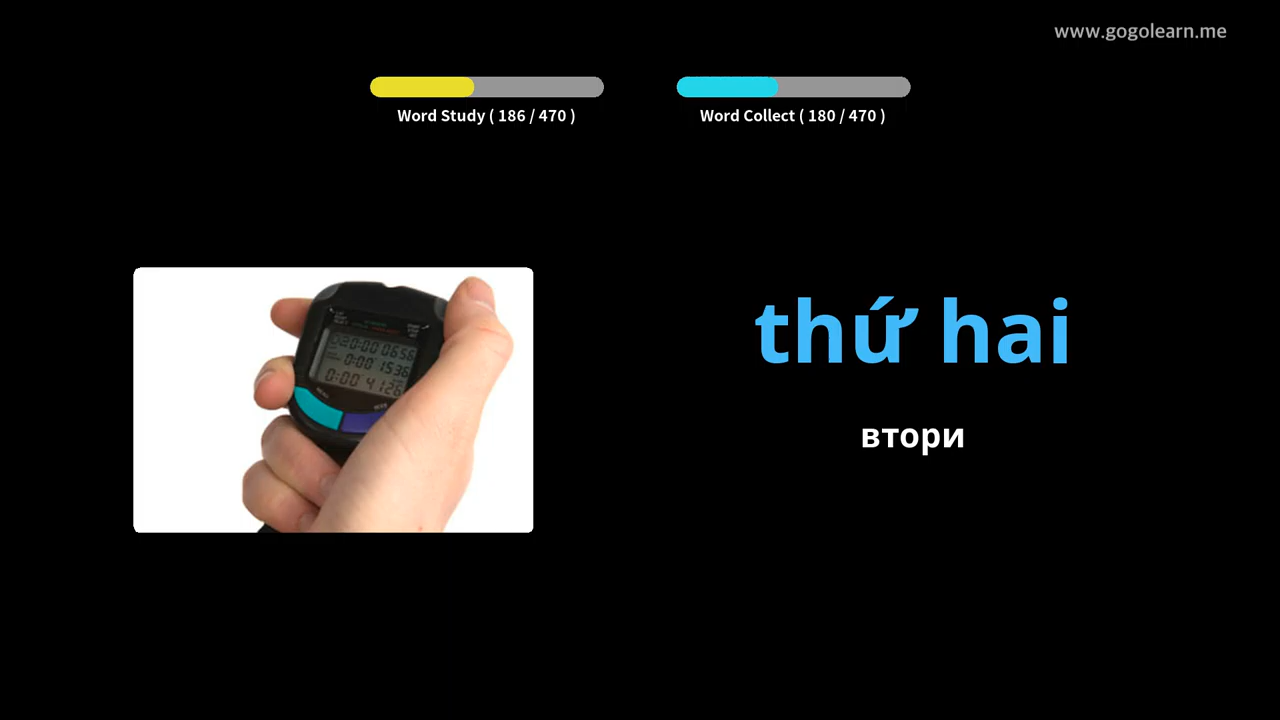 www.gogolearn.me
Word Study ( 186 / 470 )
Word Collect ( 180 / 470 )
thứ hai
втори